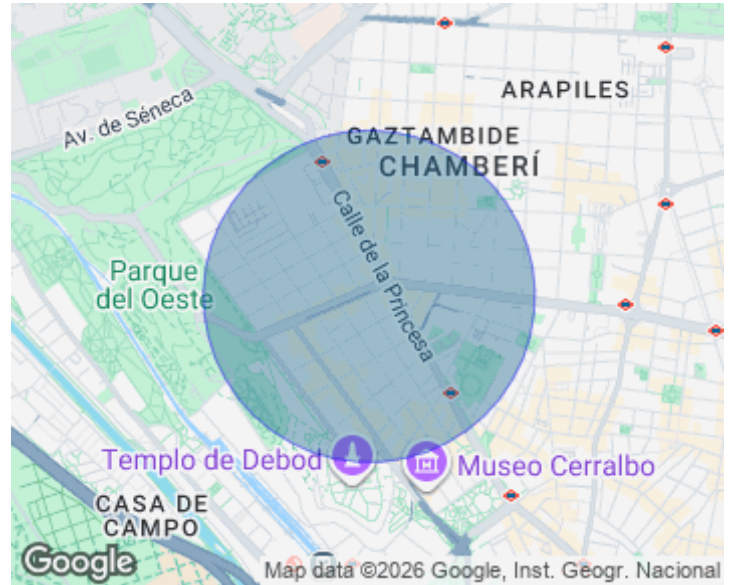 ARAPILES
Av. de Séneca
GAZTAMBIDE
CHAMBERÍ
Calle de la Princesa
Parque
del Oeste
Templo de Debod
Museo Cerralbo
CASA DE
CAMPO
Google
Map data ©2026 Google, Inst. Geogr. Nacional